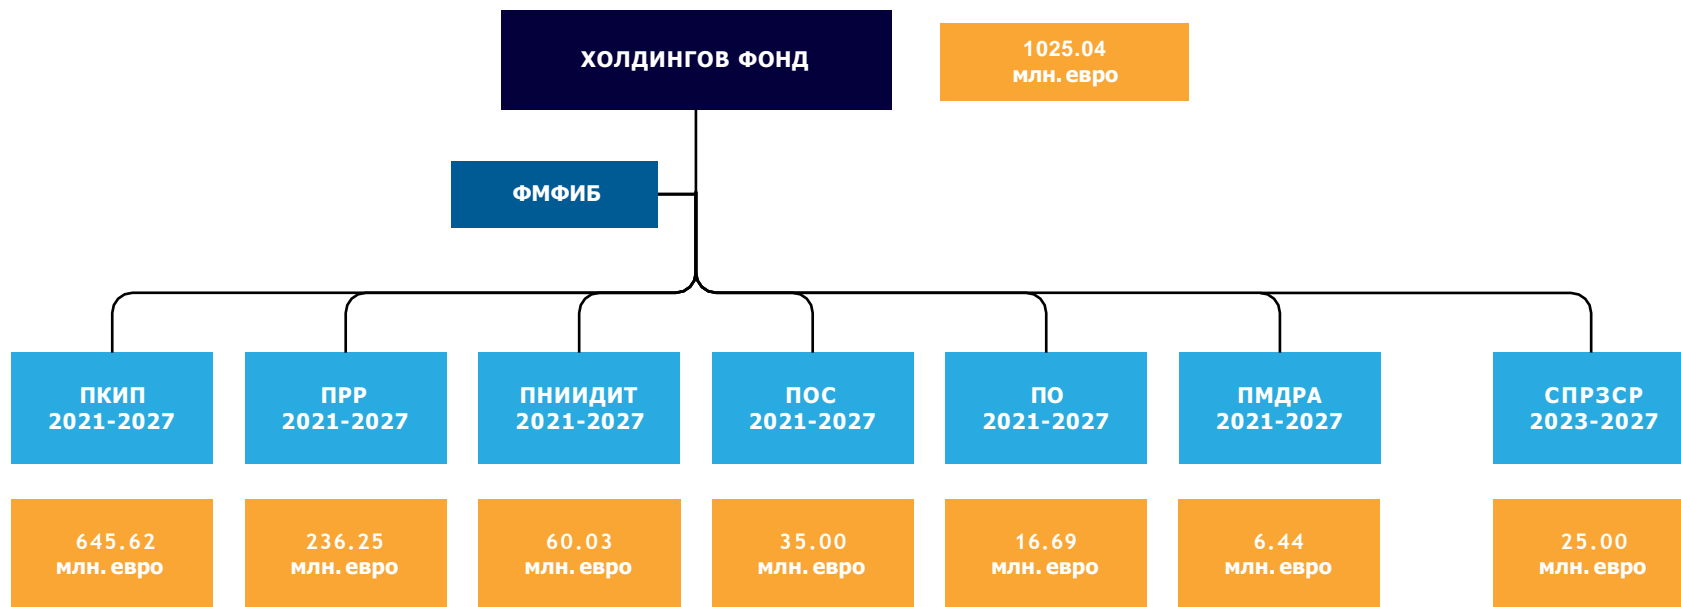 ХОЛДИНГОВ ФОНД
1025.04
млн. евро
ФМФИБ
ПКИП
2021-2027
ПРР
2021-2027
ПНИИДИТ
2021-2027
ПОС
2021-2027
ПО
2021-2027
ПМДРА
2021-2027
СПРЗСР
2023-2027
645.62
млн. евро
236.25
млн. евро
60.03
млн. евро
35.00
млн. евро
16.69
млн. евро
6.44
млн. евро
25.00
млн. евро